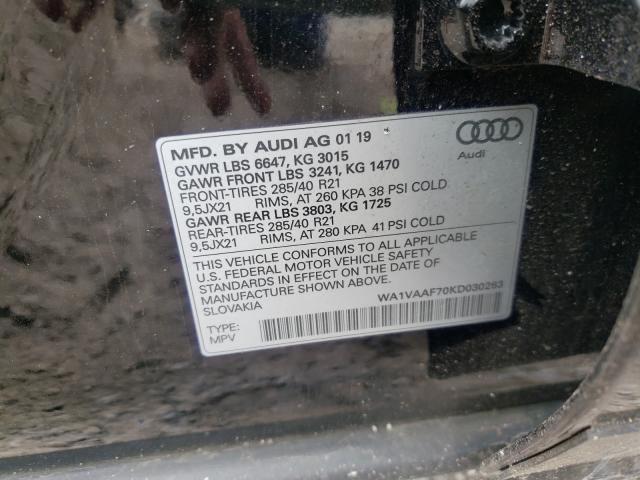 MFD. BY AUDI AG 01 19
GVWR LBS 6647, KG 3015
GAWR FRONT LBS 3241, KG 1470
FRONT-TIRES 285/40 R21
9,5JX21 RIMS, AT 260 KPA 38 PSI COLD
GAWR REAR LBS 3803, KG 1725
REAR-TIRES 285/40 R21
9,5JX21 RIMS, AT 280 KPA 41 PSI COLD
Audi
THIS VEHICLE CONFORMS TO ALL APPLICABLE
U.S. FEDERAL MOTOR VEHICLE SAFETY
STANDARDS IN EFFECT ON THE DATE OF
MANUFACTURE SHOWN ABOVE.
SLOVAKIA
WA1VAAF70KD030263
TYPE:
MPV